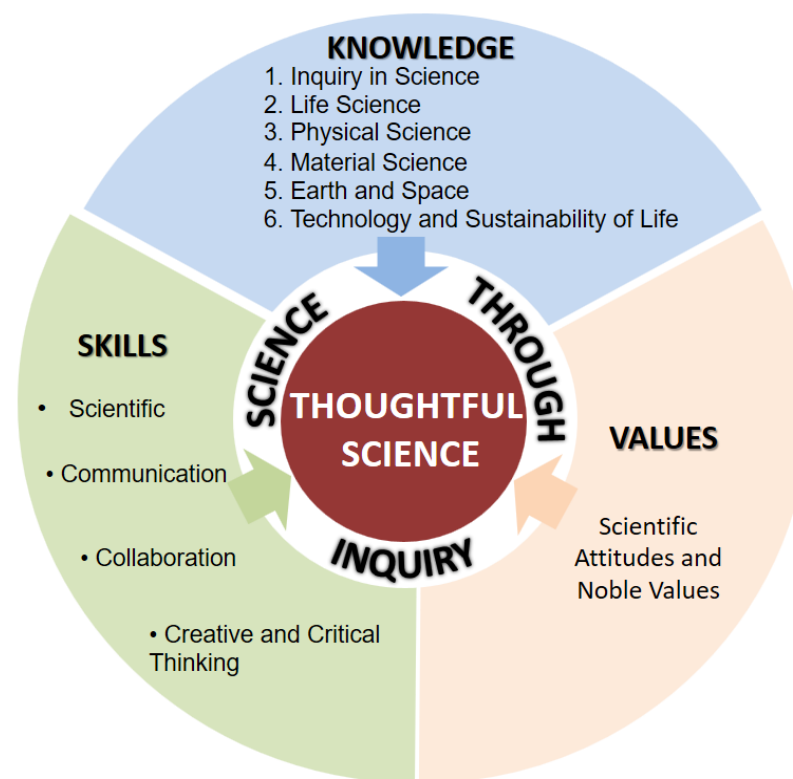 KNOWLEDGE
1. Inquiry in Science
2. Life Science
3. Physical Science
4. Material Science
5. Earth and Space
6. Technology and Sustainability of Life
SCIENCE
THROUGH
INQUIRY
THOUGHTFUL
SCIENCE
SKILLS
• Scientific
• Communication
• Collaboration
• Creative and Critical
Thinking
VALUES
Scientific
Attitudes and
Noble Values